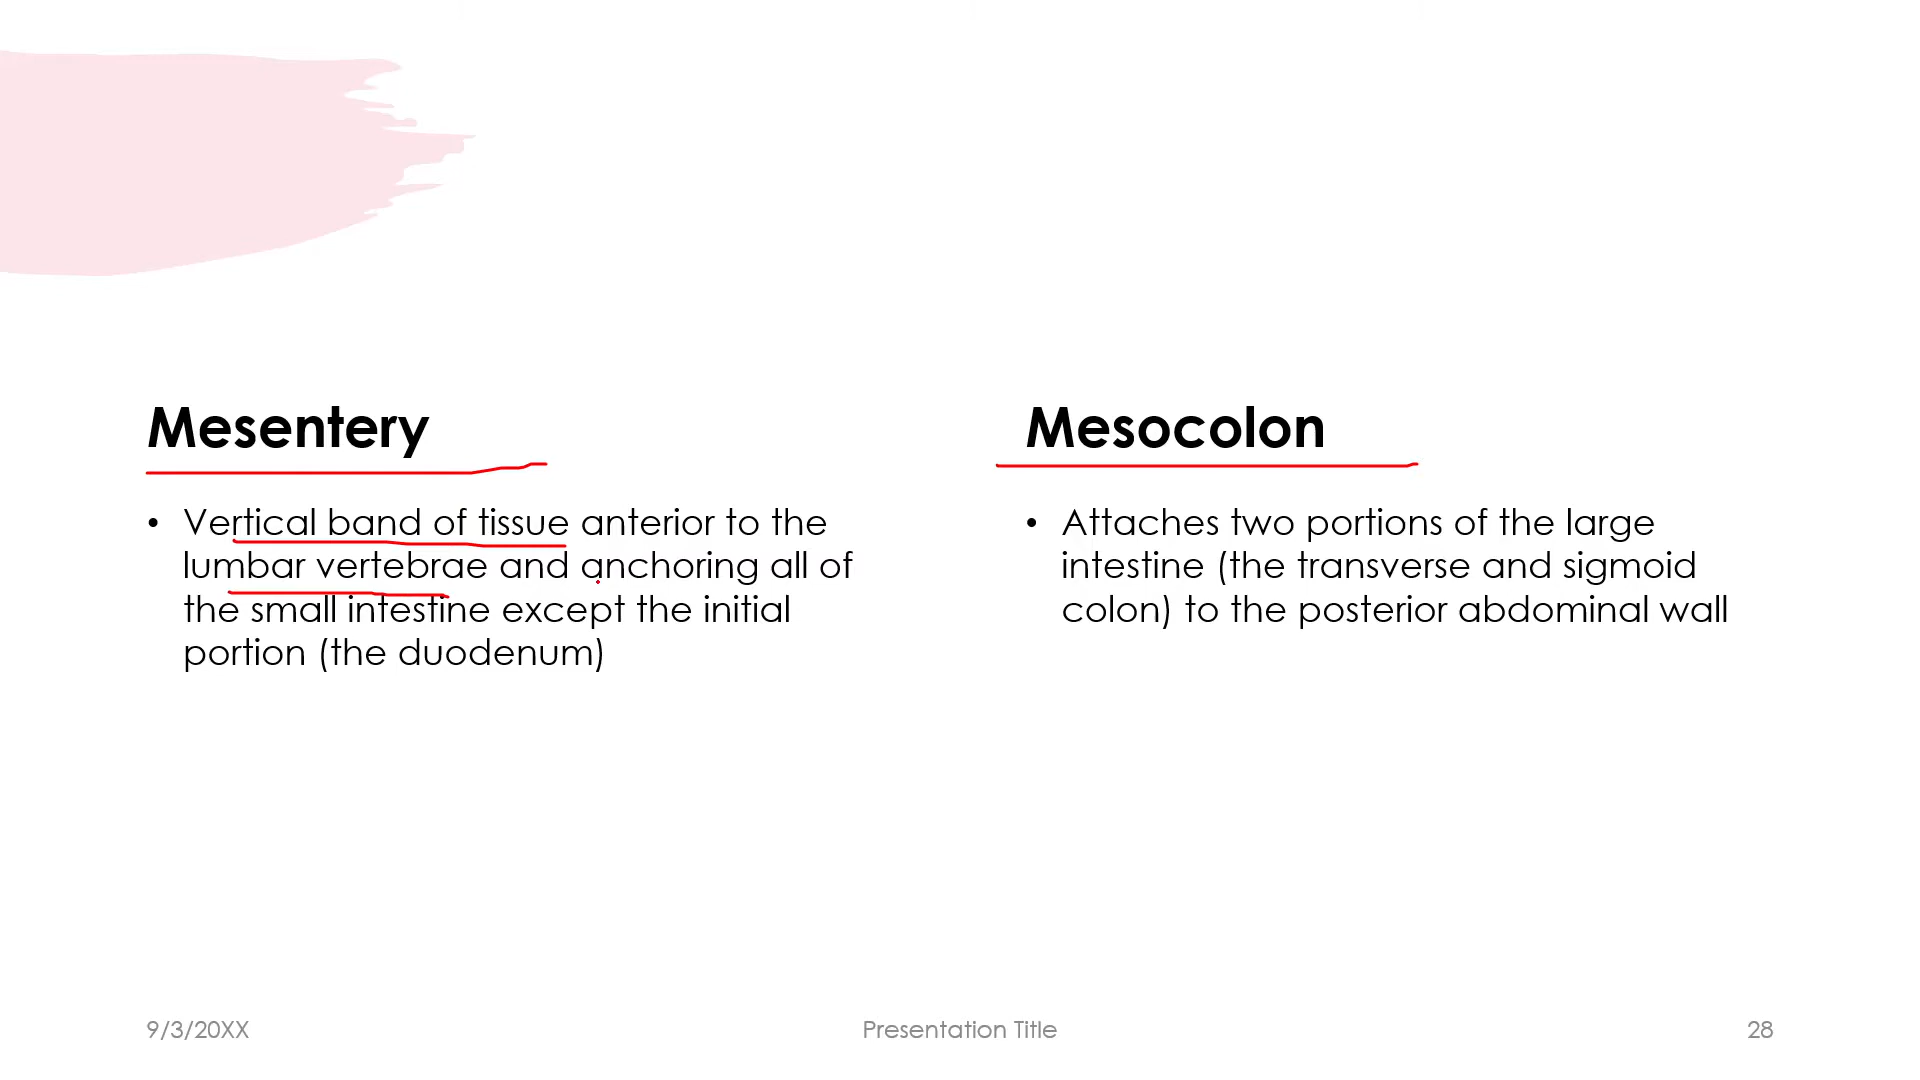 Mesentery
• Vertical band of tissue anterior to the
lumbar vertebrae and anchoring all of
the small intestine except the initial
portion (the duodenum)
Mesocolon
• Attaches two portions of the large
intestine (the transverse and sigmoid
colon) to the posterior abdominal wall
9/3/20XX
Presentation Title
28